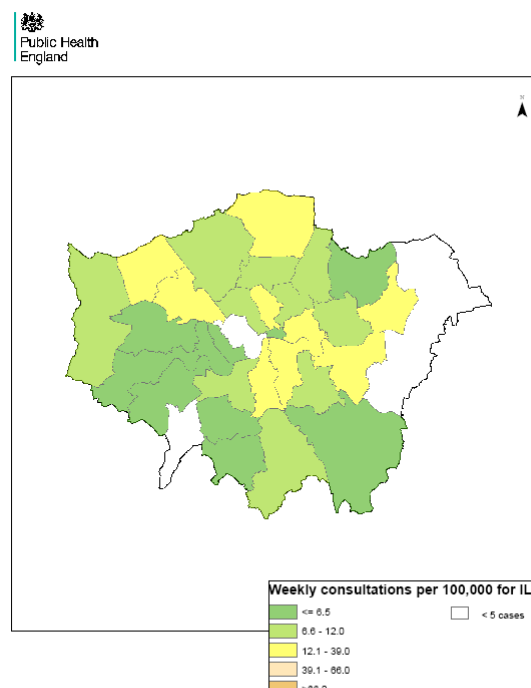 Public Health
England
N
Weekly consultations per 100,000 for IL
<= 6.5
< 5 cases
6.6 - 12.0
12.1 - 39.0
39.1 - 66.0